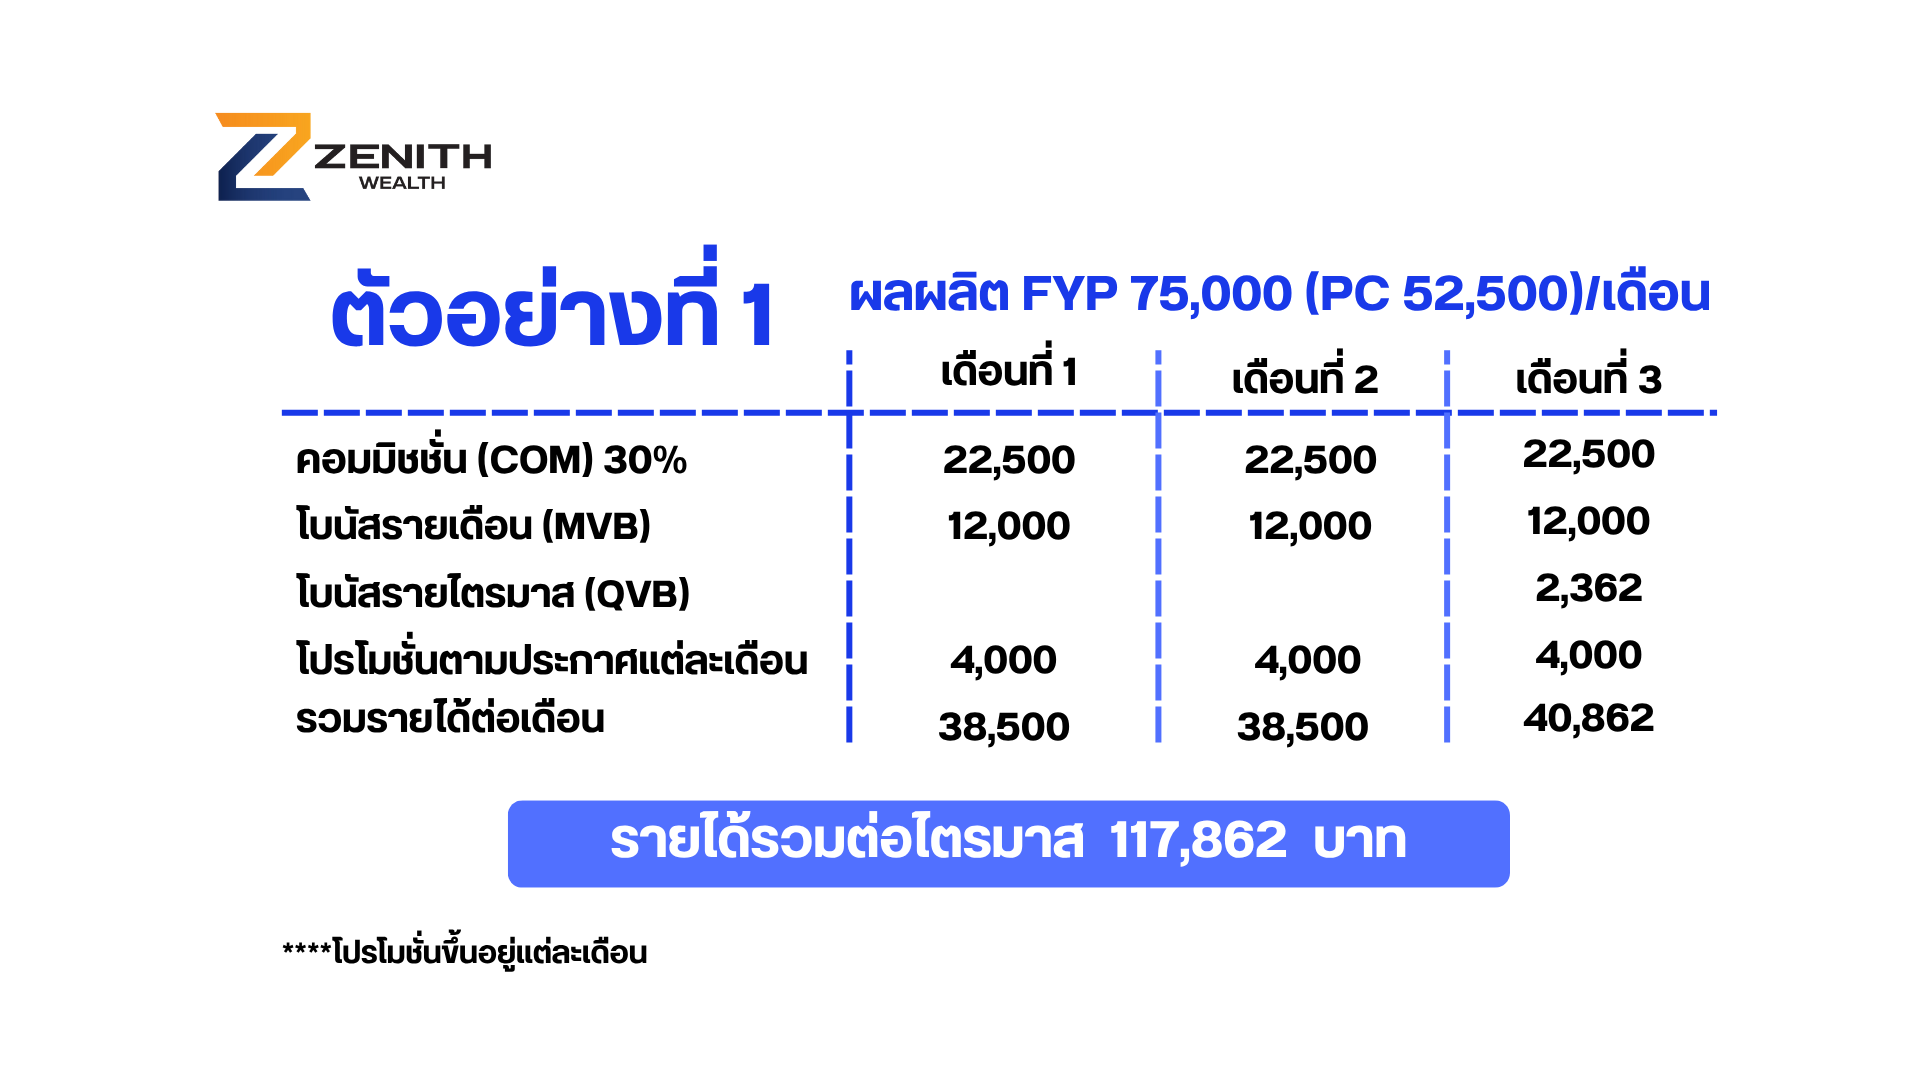 ZENITH
WEALTH
ตัวอย่างที่ 1
ผลผลิต FYP 75,000 (PC 52,500)/เดือน
เดือนที่ 1 เดือนที่ 2 เดือนที่ 3
คอมมิชชั่น (COM) 30% 22,500 22,500 22,500
โบนัสรายเดือน (MVB) 12,000 12,000 12,000
โบนัสรายไตรมาส (QVB) 2,362
โปรโมชั่นตามประกาศแต่ละเดือน 4,000 4,000 4,000
รวมรายได้ต่อเดือน 38,500 38,500 40,862
รายได้รวมต่อไตรมาส 117,862 บาท
****โปรโมชั่นขึ้นอยู่แต่ละเดือน